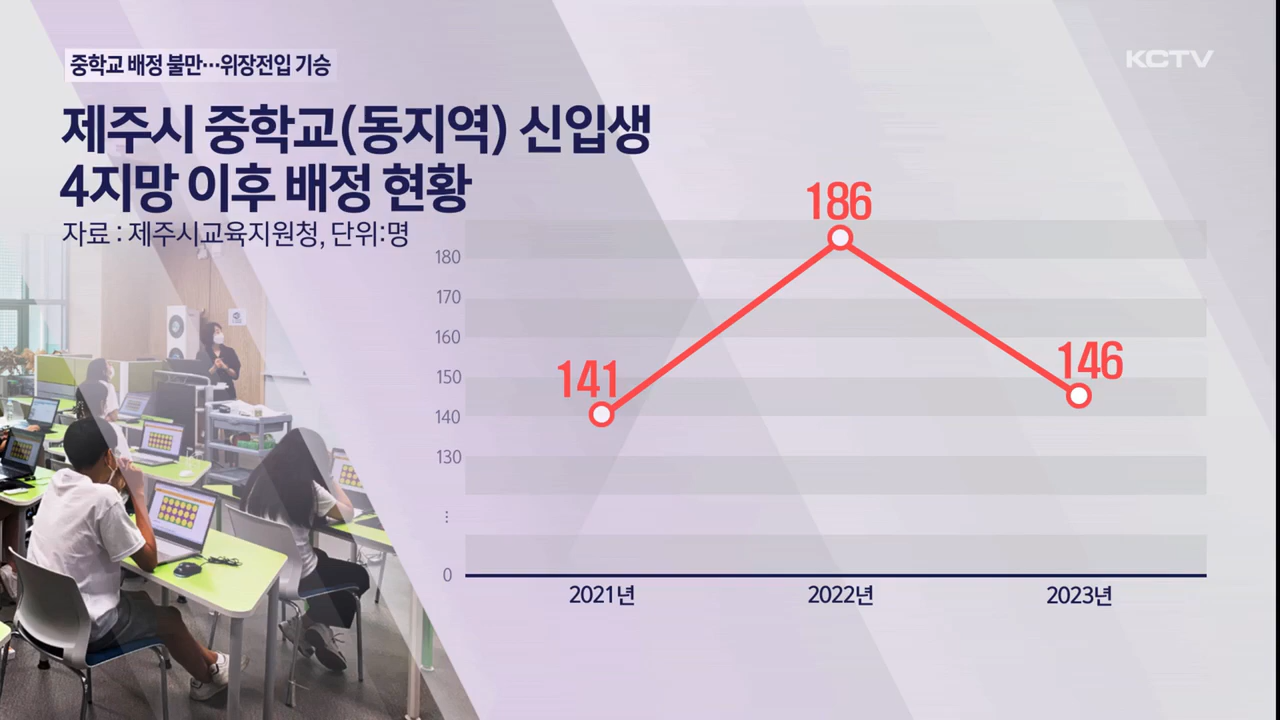 중학교 배정 불만…위장전입 기승
KCTV
제주시 중학교(동지역) 신입생
4지망 이후 배정 현황
자료 : 제주시교육지원청, 단위:명
186
180
170
160
146
150
141
140
130
⋮
0
2021년
2022년
2023년